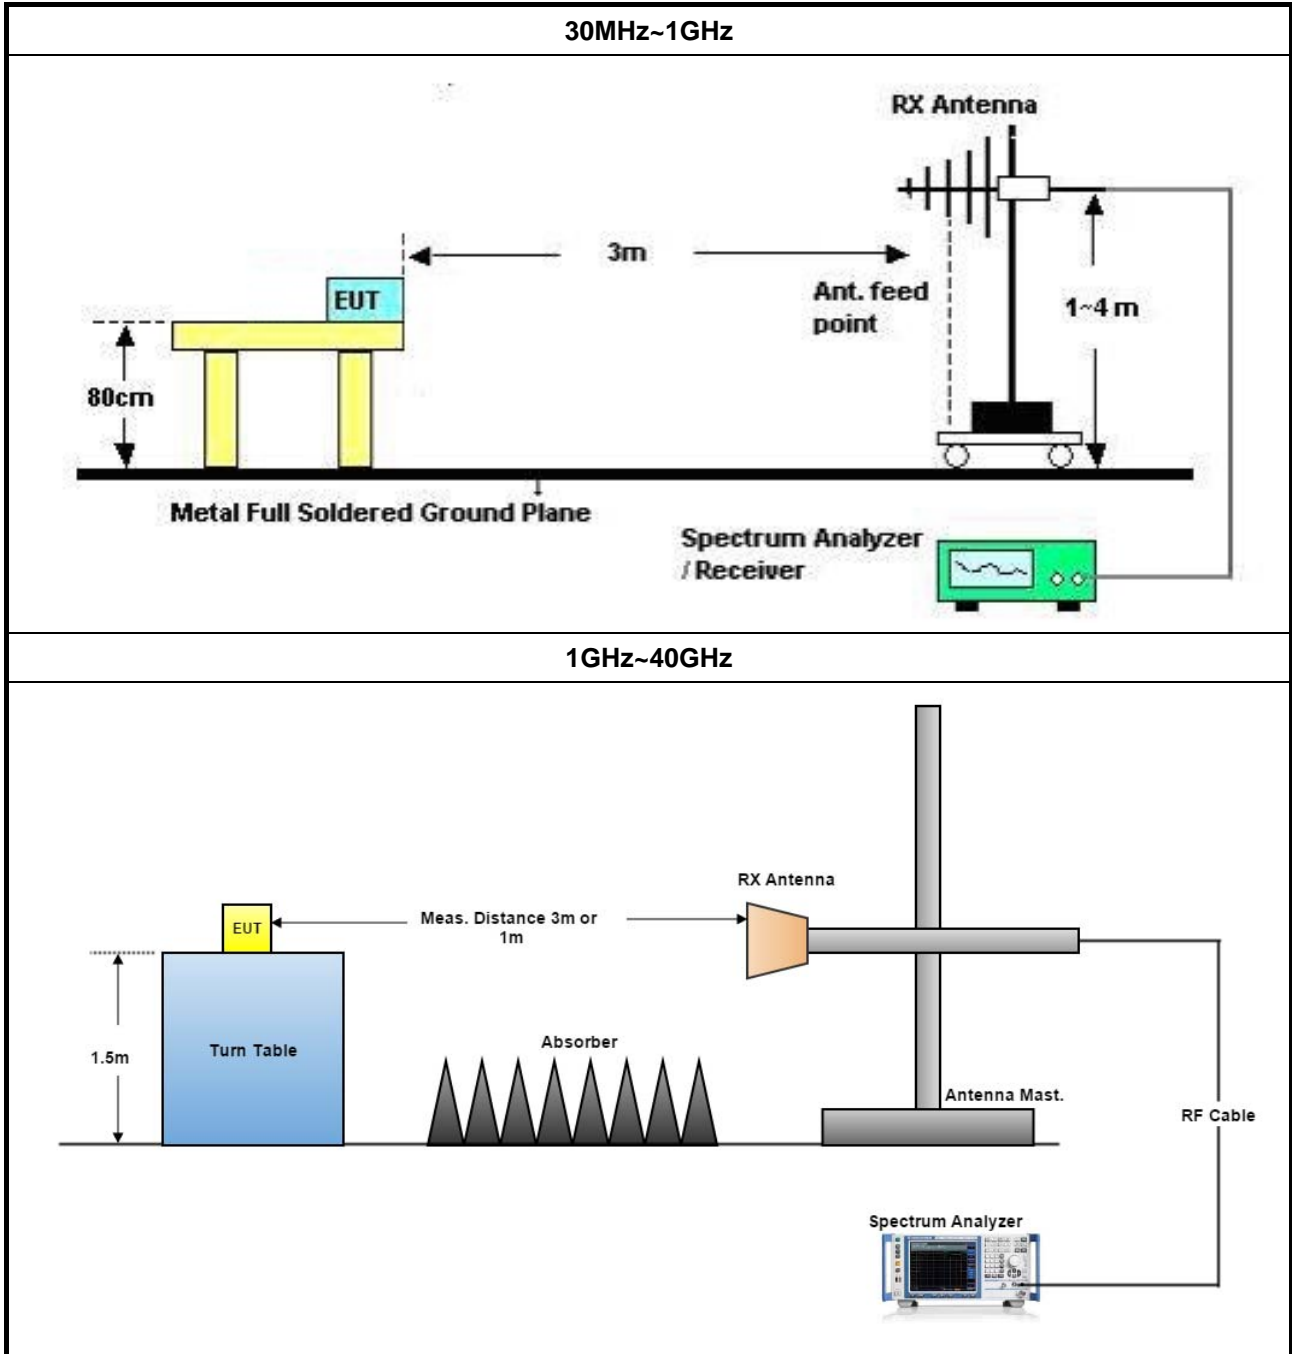 30MHz~1GHz
RX Antenna
3m
EUT
Ant. feed
point
1~4 m
80cm
Metal Full Soldered Ground Plane
Spectrum Analyzer
/ Receiver
1GHz~40GHz
RX Antenna
EUT
Meas. Distance 3m or
1m
1.5m
Turn Table
Absorber
Antenna Mast.
RF Cable
Spectrum Analyzer